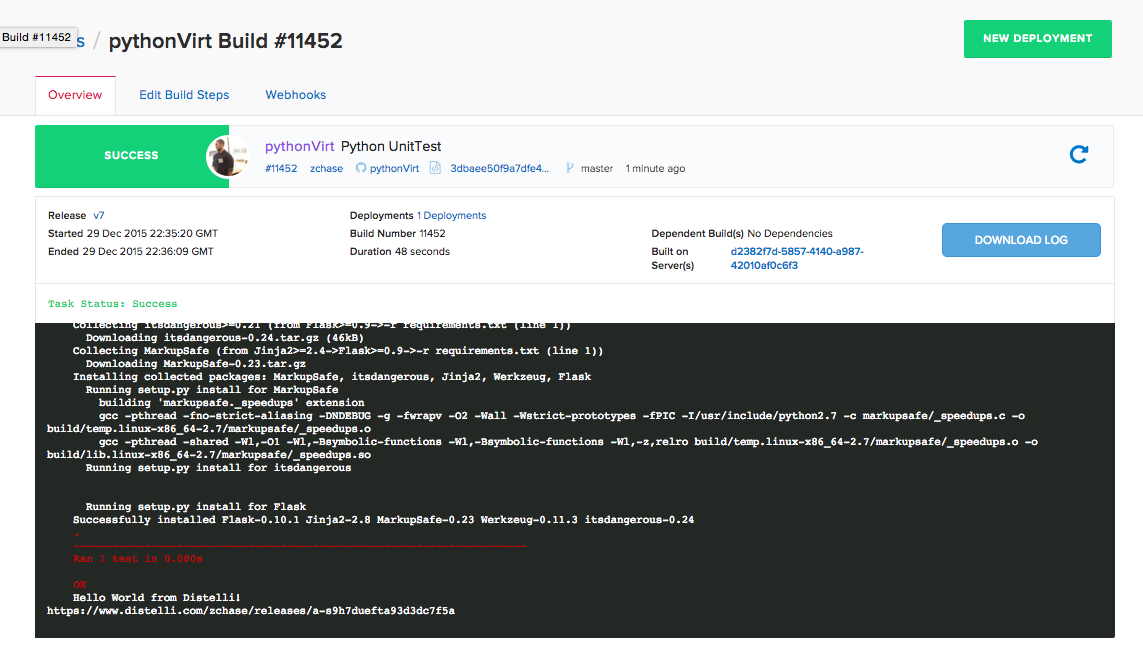 Build #11452
s / pythonVirt Build #11452
NEW DEPLOYMENT
Overview Edit Build Steps Webhooks
SUCCESS
pythonVirt Python UnitTest
#11452 zchase pythonVirt 3dbaee50f9a7dfe4... master 1 minute ago
Release v7
Started 29 Dec 2015 22:35:20 GMT
Ended 29 Dec 2015 22:36:09 GMT
Deployments 1 Deployments
Build Number 11452
Duration 48 seconds
Dependent Build(s) No Dependencies
Built on d2382f7d-5857-4140-a987-
Server(s) 42010af0c6f3
DOWNLOAD LOG
Task Status: Success
Collecting itsdangerous>=0.21 (from Flask>=0.9->-r requirements.txt (line 1))
Downloading itsdangerous-0.24.tar.gz (46kB)
Collecting MarkupSafe (from Jinja2>=2.4->Flask>=0.9->-r requirements.txt (line 1))
Downloading MarkupSafe-0.23.tar.gz
Installing collected packages: MarkupSafe, itsdangerous, Jinja2, Werkzeug, Flask
Running setup.py install for MarkupSafe
building 'markupsafe._speedups' extension
gcc -pthread -fno-strict-aliasing -DNDEBUG -g -fwrapv -O2 -Wall -Wstrict-prototypes -fPIC -I/usr/include/python2.7 -c markupsafe/_speedups.c -o
build/temp.linux-x86_64-2.7/markupsafe/_speedups.o
gcc -pthread -shared -Wl,-O1 -Wl,-Bsymbolic-functions -Wl,-Bsymbolic-functions -Wl,-z,relro build/temp.linux-x86_64-2.7/markupsafe/_speedups.o -o
build/lib.linux-x86_64-2.7/markupsafe/_speedups.so
Running setup.py install for itsdangerous
Running setup.py install for Flask
Successfully installed Flask-0.10.1 Jinja2-2.8 MarkupSafe-0.23 Werkzeug-0.11.3 itsdangerous-0.24
.
----------------------------------------------------------------------
Ran 1 test in 0.000s
OK
Hello World from Distelli!
https://www.distelli.com/zchase/releases/a-s9h7duefta93d3dc7f5a